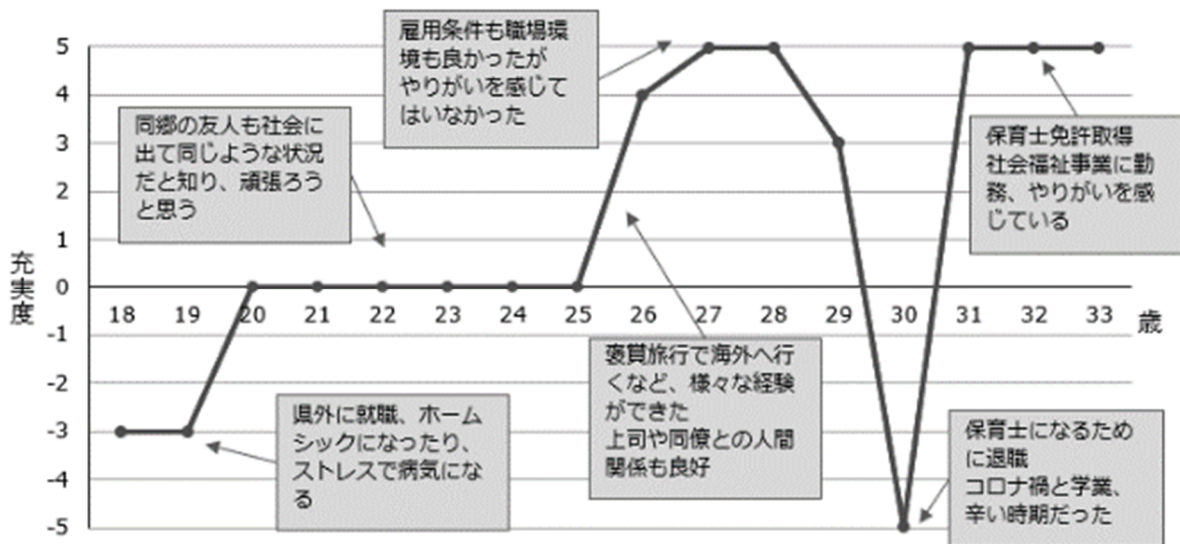 雇用条件も職場環
境も良かったが
やりがいを感じて
はいなかった
同郷の友人も社会に
出て同じような状況
だと知り、頑張ろう
と思う
保育士免許取得
社会福祉事業に勤
務、やりがいを感
じている
5
4
3
2
1
0
-1
-2
-3
-4
-5
充実度
18 19 20 21 22 23 24 25 26 27 28 29 30 31 32 33 歳
褒賞旅行で海外へ行
くなど、様々な経験
ができた
上司や同僚との人間
関係も良好
県外に就職、ホーム
シックになったり、
ストレスで病気にな
る
保育士になるため
に退職
コロナ禍と学業、
辛い時期だった